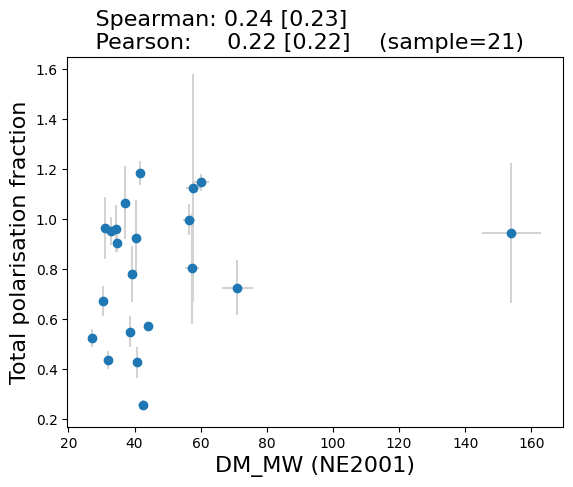 Spearman: 0.24 [0.23]
Pearson: 0.22 [0.22] (sample=21)
Total polarisation fraction
1.6
1.4
1.2
1.0
0.8
0.6
0.4
0.2
20 40 60 80 100 120 140 160
DM_MW (NE2001)